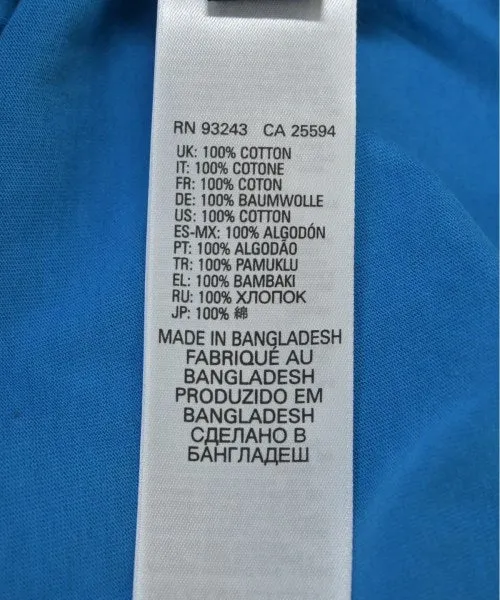 RN 93243 CA 25594
UK: 100% COTTON
IT: 100% COTONE
FR: 100% COTON
DE: 100% BAUMWOLLE
US: 100% COTTON
ES-MX: 100% ALGODÓN
PT: 100% ALGODÃO
TR: 100% PAMUKLU
EL: 100% BAMBAKI
RU: 100% ХЛОПОК
JP: 100% 綿
MADE IN BANGLADESH
FABRIQUÉ AU
BANGLADESH
PRODUZIDO EM
BANGLADESH
СДЕЛАНО В
БАНГЛАДЕШ